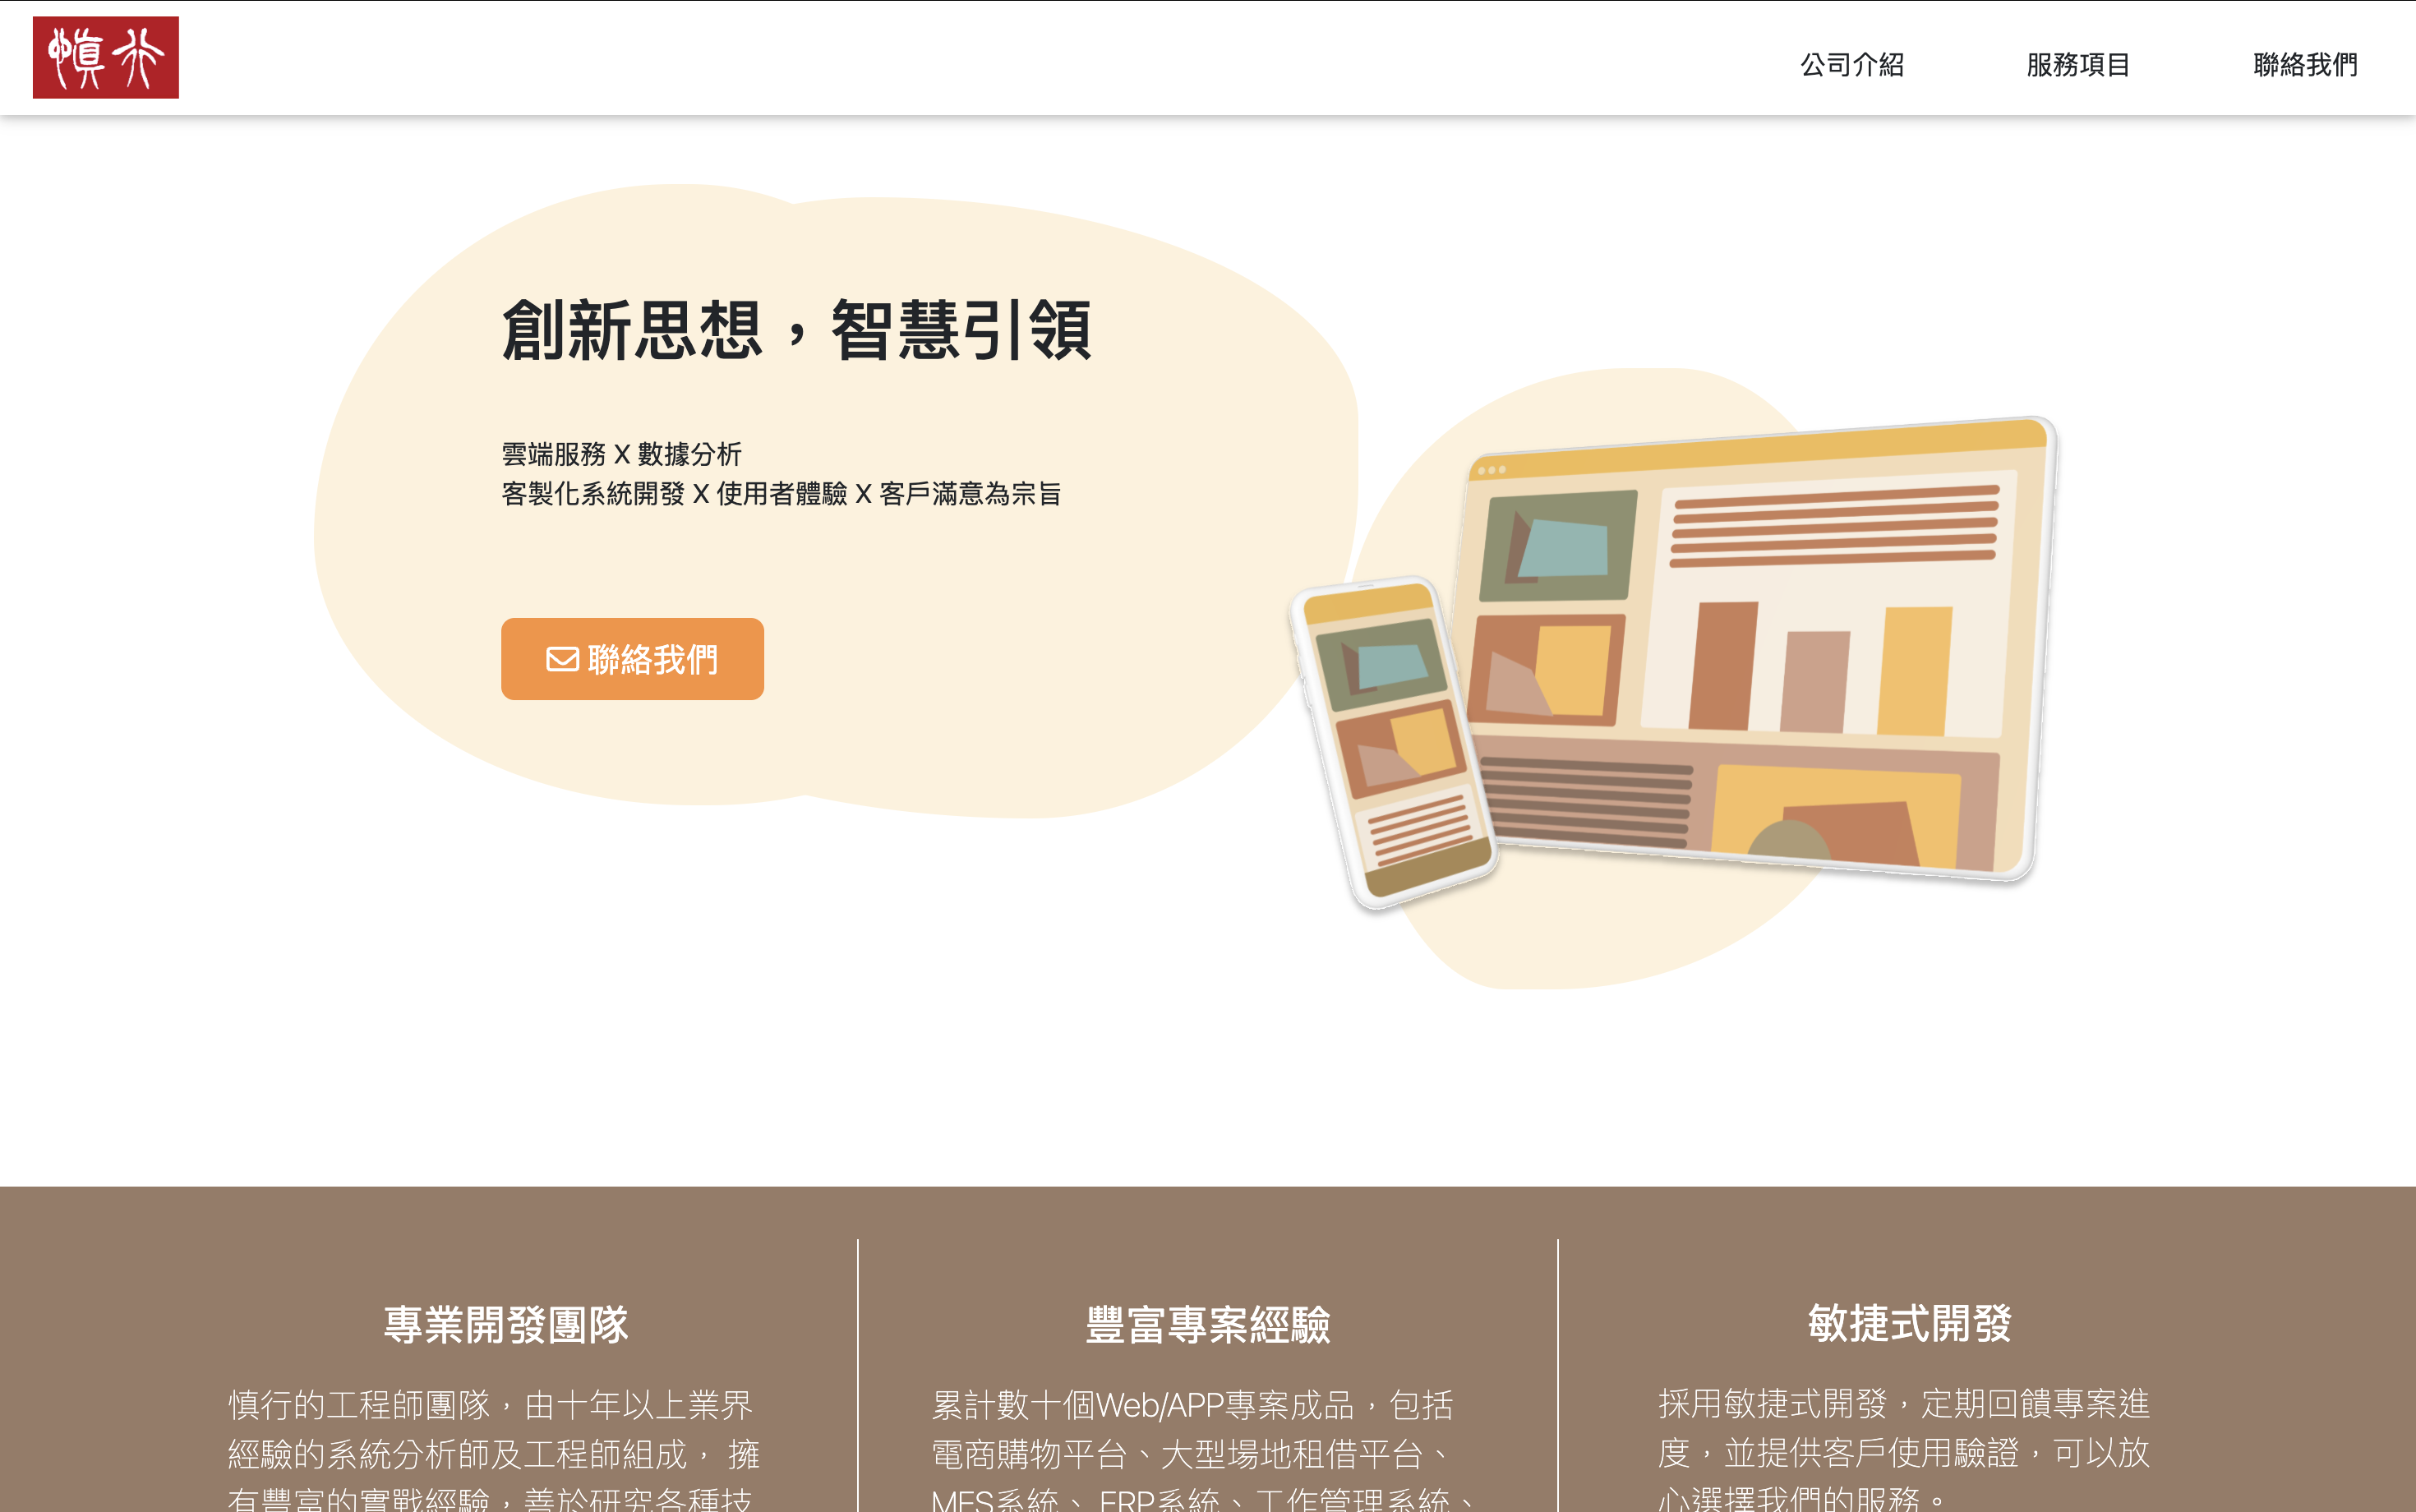 慎行
公司介紹
服務項目
聯絡我們
創新思想，智慧引領
雲端服務 X 數據分析
客製化系統開發 X 使用者體驗 X 客戶滿意為宗旨
聯絡我們
專業開發團隊
慎行的工程師團隊，由十年以上業界
經驗的系統分析師及工程師組成， 擁
有豐富的實戰經驗，善於研究各種技
豐富專案經驗
累計數十個Web/APP專案成品，包括
電商購物平台、大型場地租借平台、
MES系統、 ERP系統、工作管理系統、
敏捷式開發
採用敏捷式開發，定期回饋專案進
度，並提供客戶使用驗證，可以放
心選擇我們的服務。